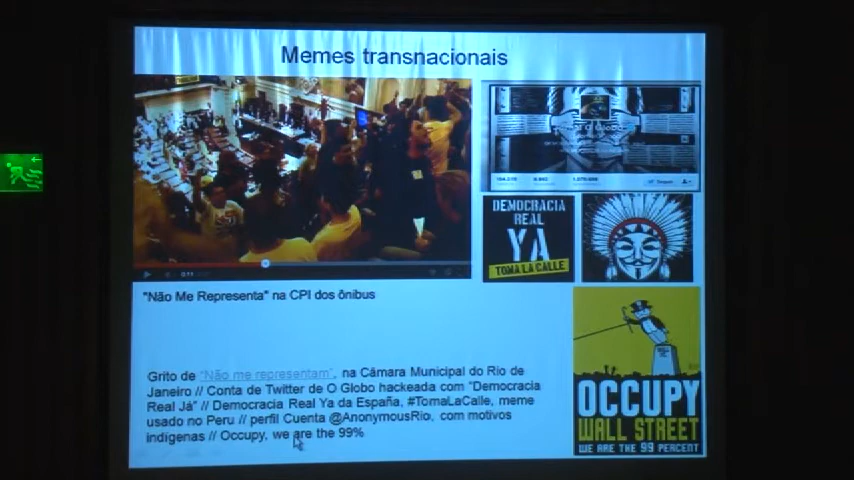 Memes transnacionais
DEMOCRACIA
REAL
YA
TOMA LA CALLE
"Não Me Representa" na CPI dos ônibus
Grito de "Não me representam", na Câmara Municipal do Rio de
Janeiro // Conta de Twitter de O Globo hackeada com "Democracia
Real Já" // Democracia Real Ya da España, #TomaLaCalle, meme
usado no Peru // perfil Cuenta @AnonymousRio, com motivos
indígenas // Occupy, we are the 99%
OCCUPY
WALL STREET
WE ARE THE 99 PERCENT